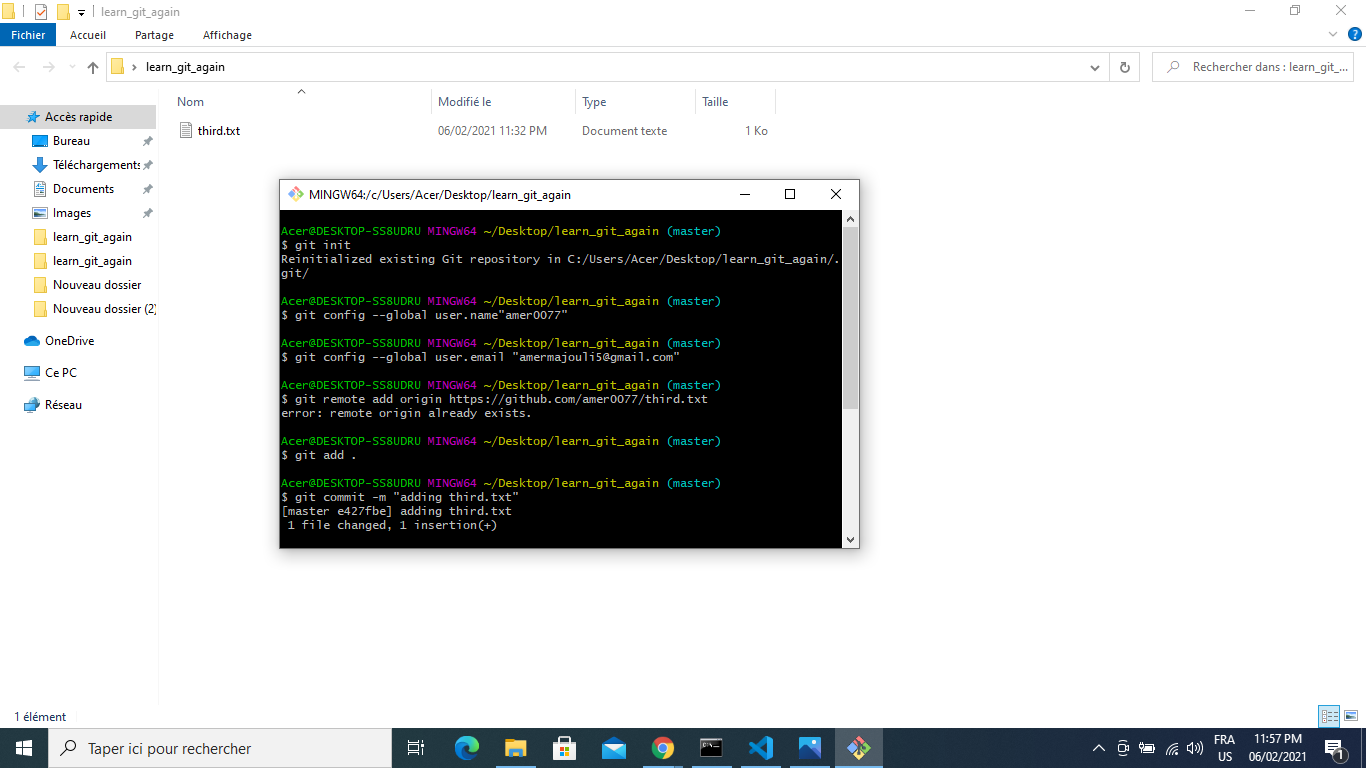 learn_git_again
Fichier Accueil Partage Affichage
learn_git_again
Rechercher dans : learn_git_...
Nom Modifié le Type Taille
third.txt 06/02/2021 11:32 PM Document texte 1 Ko
Accès rapide
Bureau
Téléchargements
Documents
Images
learn_git_again
learn_git_again
Nouveau dossier
Nouveau dossier (2)
OneDrive
Ce PC
Réseau
MINGW64:/c/Users/Acer/Desktop/learn_git_again
Acer@DESKTOP-SS8UDRU MINGW64 ~/Desktop/learn_git_again (master)
$ git init
Reinitialized existing Git repository in C:/Users/Acer/Desktop/learn_git_again/.
git/
Acer@DESKTOP-SS8UDRU MINGW64 ~/Desktop/learn_git_again (master)
$ git config --global user.name"amer0077"
Acer@DESKTOP-SS8UDRU MINGW64 ~/Desktop/learn_git_again (master)
$ git config --global user.email "amermajouli5@gmail.com"
Acer@DESKTOP-SS8UDRU MINGW64 ~/Desktop/learn_git_again (master)
$ git remote add origin https://github.com/amer0077/third.txt
error: remote origin already exists.
Acer@DESKTOP-SS8UDRU MINGW64 ~/Desktop/learn_git_again (master)
$ git add .
Acer@DESKTOP-SS8UDRU MINGW64 ~/Desktop/learn_git_again (master)
$ git commit -m "adding third.txt"
[master e427fbe] adding third.txt
1 file changed, 1 insertion(+)
1 élément
Taper ici pour rechercher
FRA
US
11:57 PM
06/02/2021
1